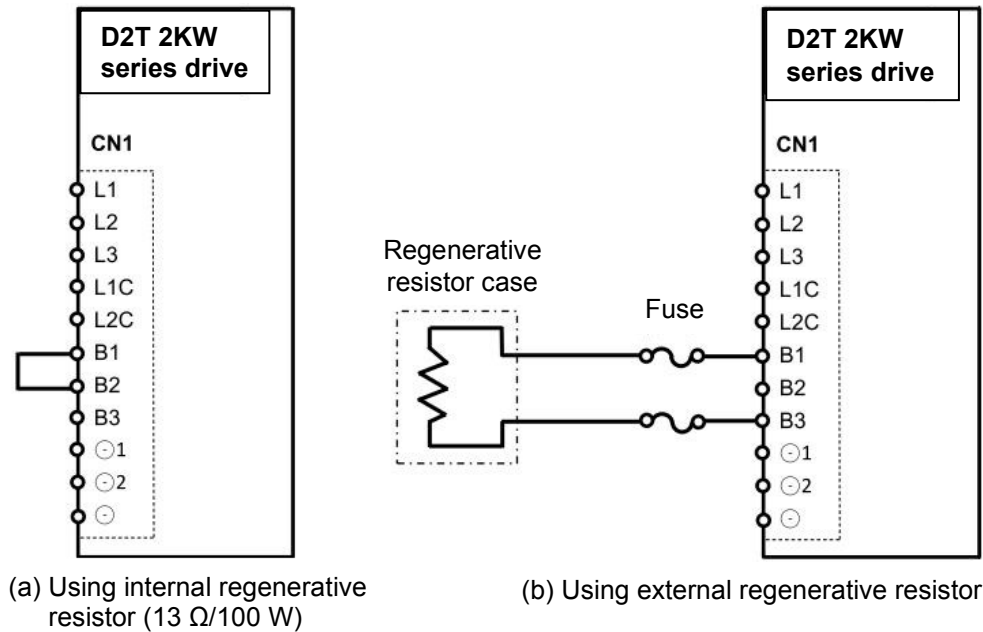 D2T 2KW
series drive
CN1
L1
L2
L3
L1C
L2C
B1
B2
B3
⊝1
⊝2
⊝
(a) Using internal regenerative
resistor (13 Ω/100 W)
Regenerative
resistor case
Fuse
D2T 2KW
series drive
CN1
L1
L2
L3
L1C
L2C
B1
B2
B3
⊝1
⊝2
⊝
(b) Using external regenerative resistor